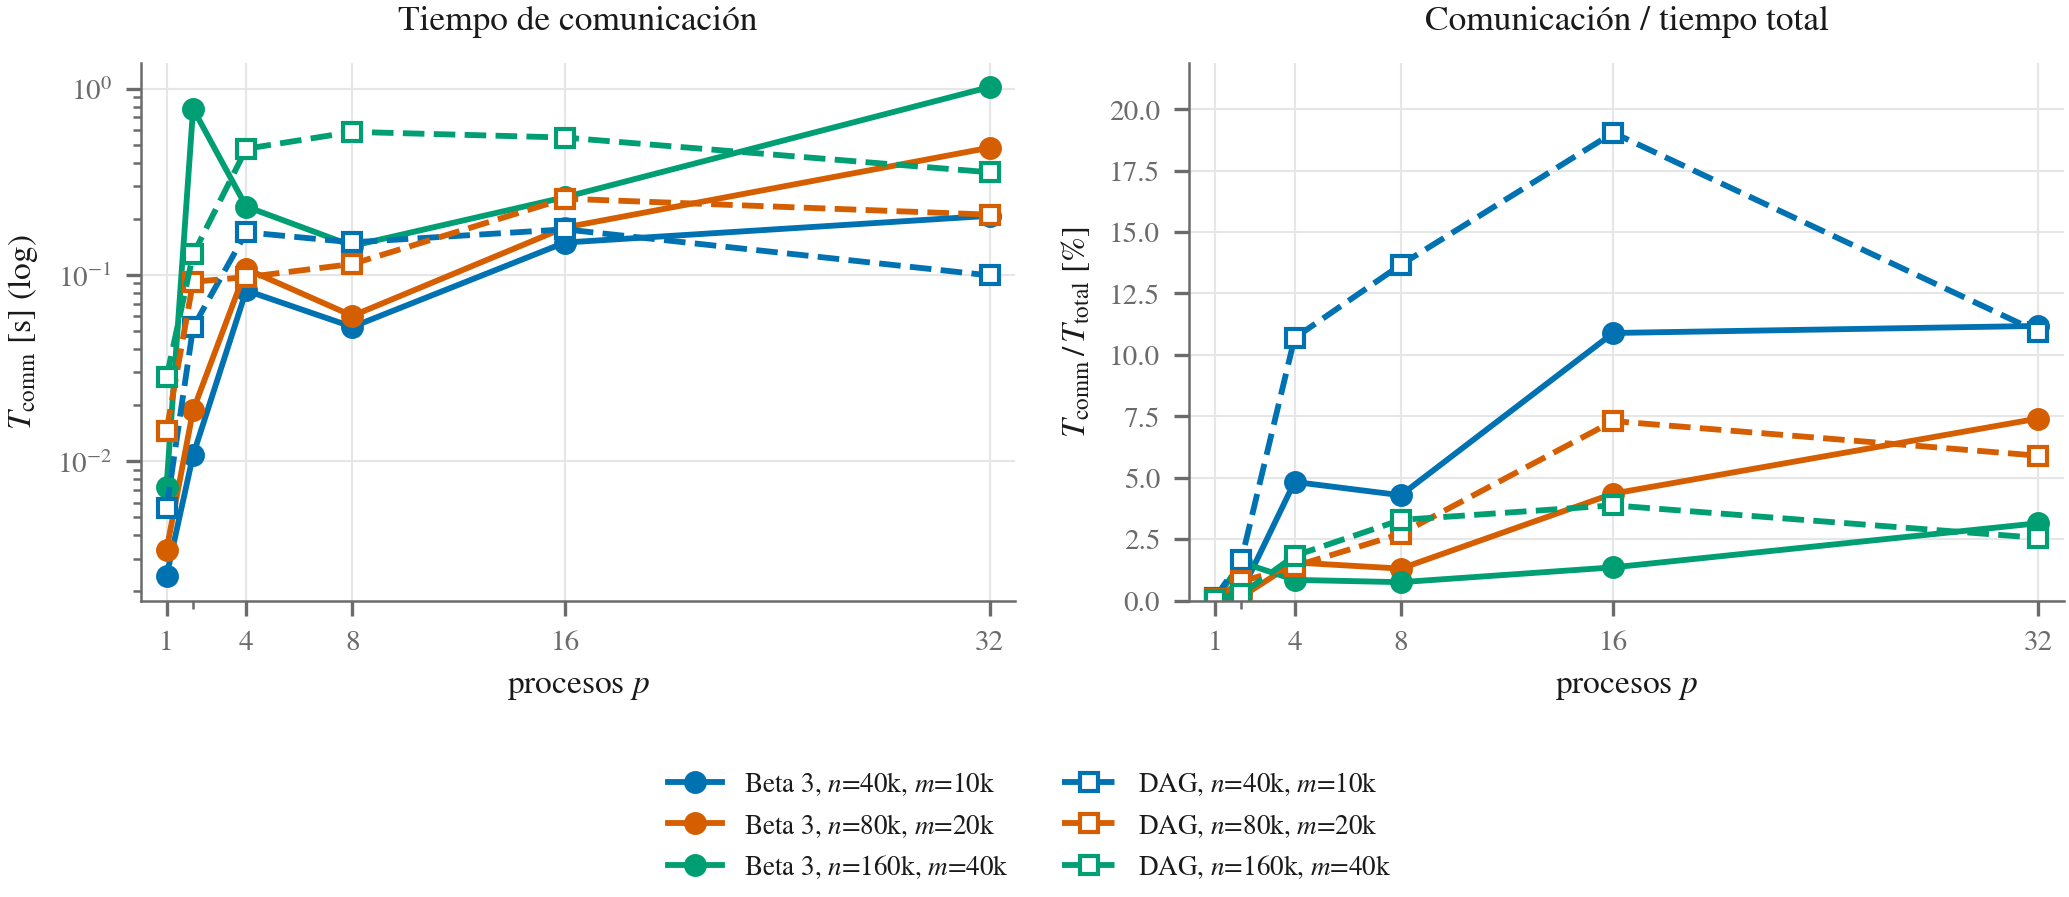 Tiempo de comunicación
T_comm [s] (log)
10⁰
10⁻¹
10⁻²
1 4 8 16 32
procesos p
Comunicación / tiempo total
T_comm / T_total [%]
20.0
17.5
15.0
12.5
10.0
7.5
5.0
2.5
0.0
1 4 8 16 32
procesos p
Beta 3, n=40k, m=10k
Beta 3, n=80k, m=20k
Beta 3, n=160k, m=40k
DAG, n=40k, m=10k
DAG, n=80k, m=20k
DAG, n=160k, m=40k